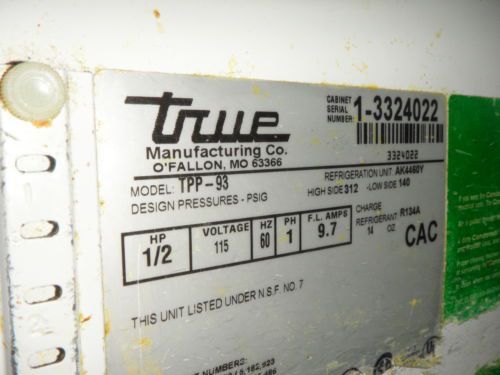 true
Manufacturing Co.
O'FALLON, MO 63366
CABINET
SERIAL
NUMBER: 1-3324022
3324022
MODEL: TPP-93
REFRIGERATION UNIT AK4460Y
DESIGN PRESSURES - PSIG
HIGH SIDE 312 -LOW SIDE 140
HP
1/2
VOLTAGE
115
HZ
60
PH
1
F.L. AMPS
9.7
CHARGE
REFRIGERANT R134A
14 OZ
CAC
THIS UNIT LISTED UNDER N.S.F. NO. 7